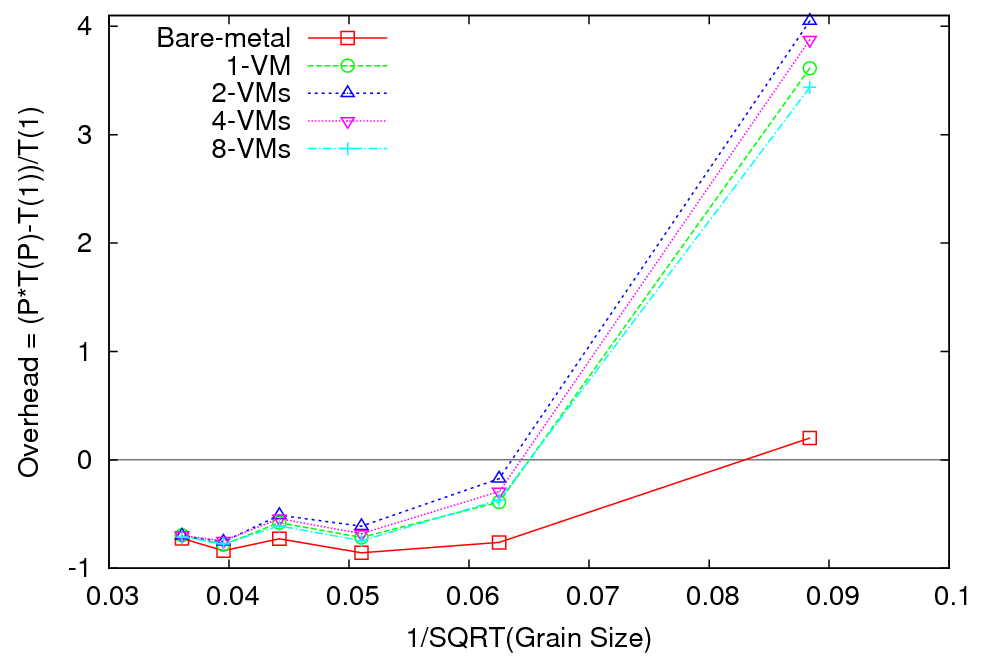 Overhead = (P*T(P)-T(1))/T(1)
4
3
2
1
0
-1
Bare-metal
1-VM
2-VMs
4-VMs
8-VMs
0.03 0.04 0.05 0.06 0.07 0.08 0.09 0.1
1/SQRT(Grain Size)